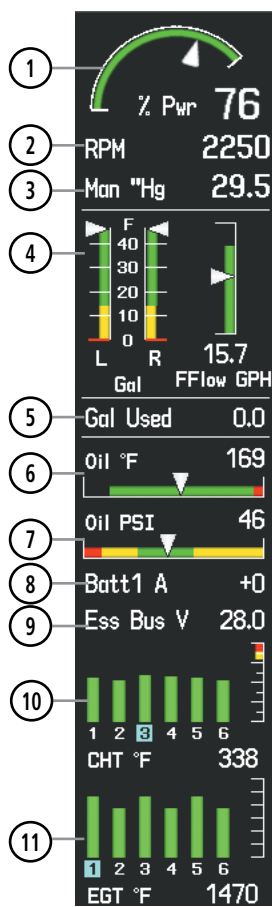 1
% Pwr 76
2 RPM 2250
3 Man "Hg 29.5
4
F
40
30
20
10
0
L R
Gal
15.7
FFlow GPH
5 Gal Used 0.0
6 Oil °F 169
7 Oil PSI 46
8 Batt1 A +0
9 Ess Bus V 28.0
10
1 2 3 4 5 6
CHT °F 338
11
1 2 3 4 5 6
EGT °F 1470